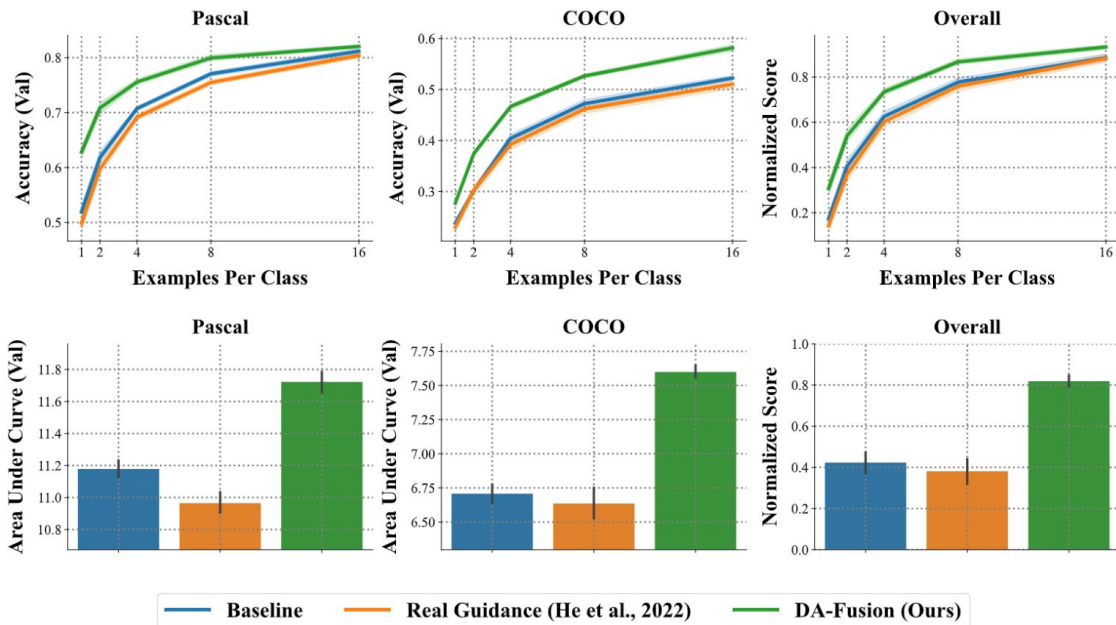 Pascal
COCO
Overall
Accuracy (Val)
0.8
0.7
0.6
0.5
1 2 4 8 16
Examples Per Class
Accuracy (Val)
0.6
0.5
0.4
0.3
1 2 4 8 16
Examples Per Class
Normalized Score
0.8
0.6
0.4
0.2
1 2 4 8 16
Examples Per Class
Pascal
COCO
Overall
Area Under Curve (Val)
11.8
11.6
11.4
11.2
11.0
10.8
Area Under Curve (Val)
7.75
7.50
7.25
7.00
6.75
6.50
Normalized Score
1.0
0.8
0.6
0.4
0.2
0.0
Baseline Real Guidance (He et al., 2022) DA-Fusion (Ours)